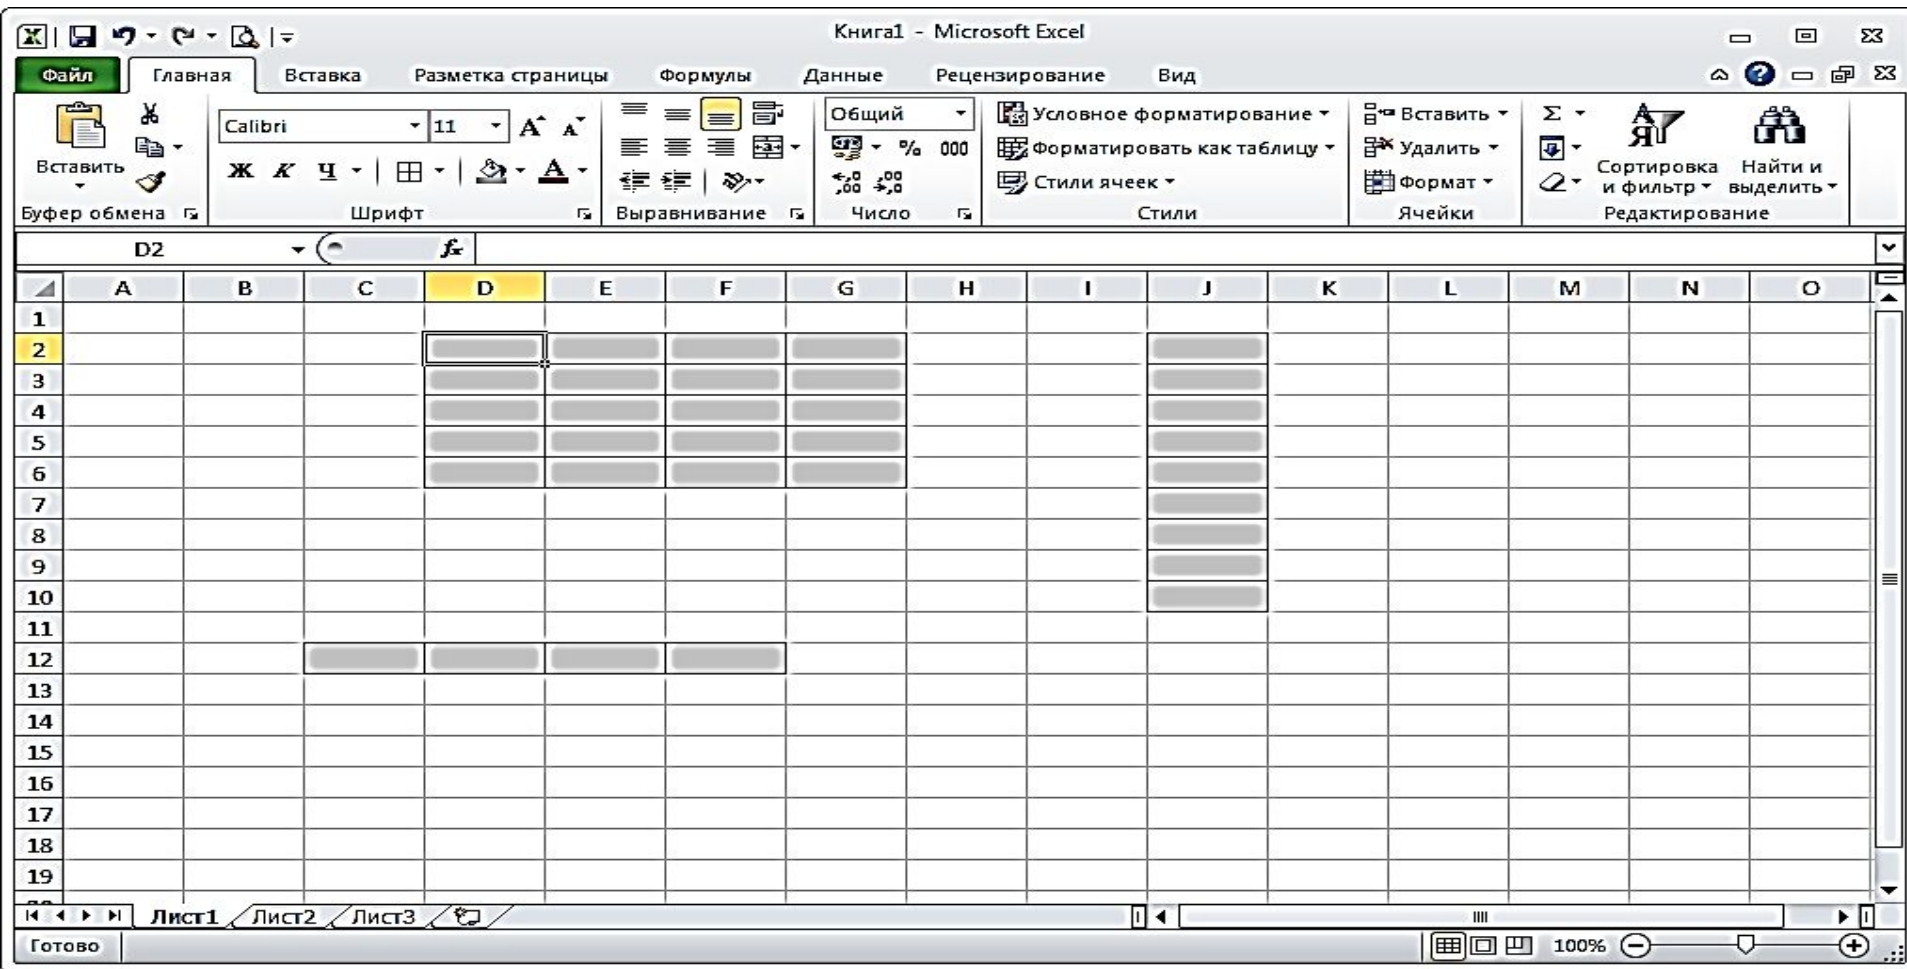 Книга1 - Microsoft Excel
Файл Главная Вставка Разметка страницы Формулы Данные Рецензирование Вид
Calibri 11 Общий Условное форматирование Вставить Σ
Вставить % 000 Форматировать как таблицу Удалить Сортировка и фильтр Найти и выделить
Ж К Ч Стили ячеек Формат
Буфер обмена Шрифт Выравнивание Число Стили Ячейки Редактирование
D2 fx
A B C D E F G H I J K L M N O
1
2
3
4
5
6
7
8
9
10
11
12
13
14
15
16
17
18
19
Лист1 Лист2 Лист3
Готово 100%